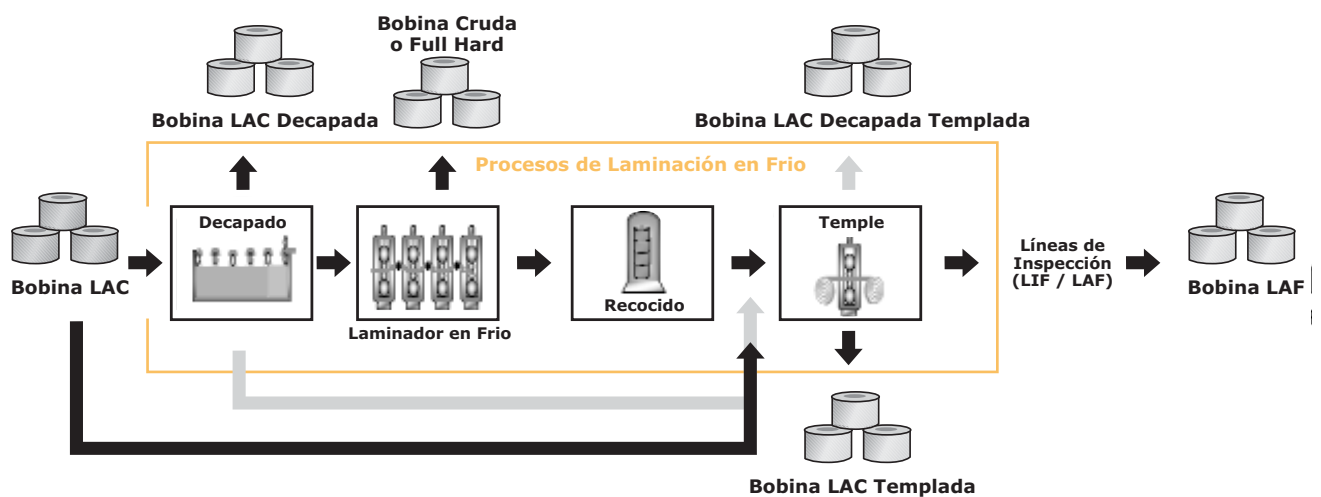 Bobina Cruda
o Full Hard
Bobina LAC Decapada
Bobina LAC Decapada Templada
Procesos de Laminación en Frio
Decapado
Temple
Líneas de
Inspección
(LIF / LAF)
Bobina LAC
Recocido
Bobina LAF
Laminador en Frio
Bobina LAC Templada